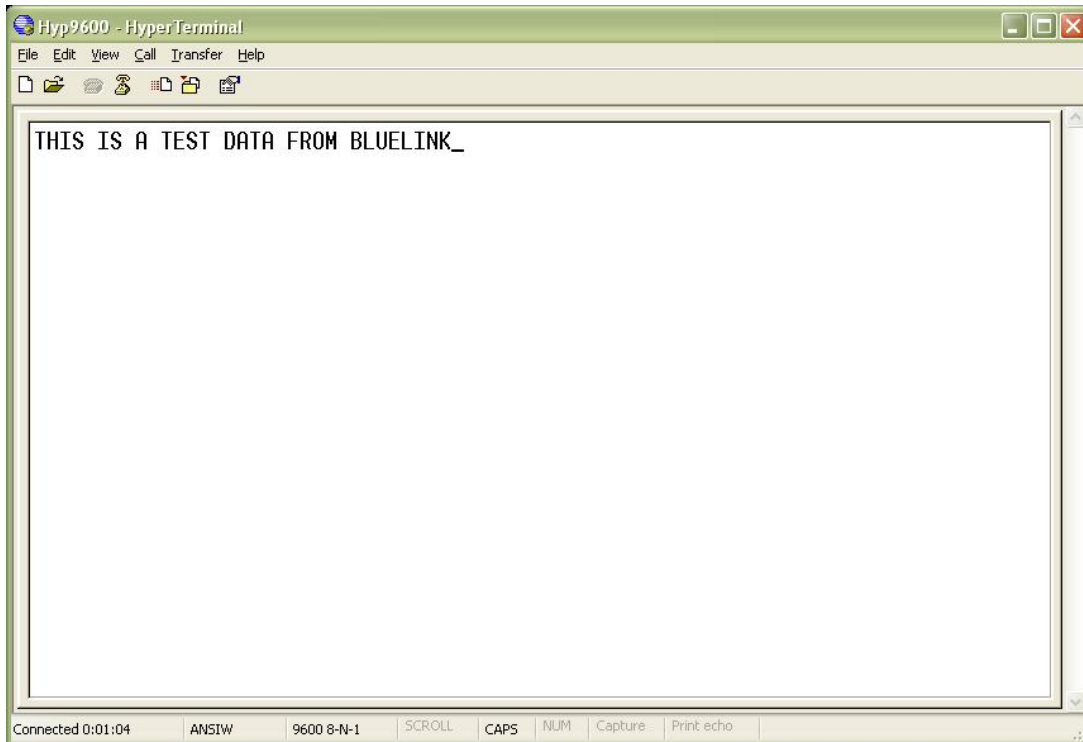 Hyp9600 - HyperTerminal
File Edit View Call Transfer Help
THIS IS A TEST DATA FROM BLUELINK_
Connected 0:01:04 ANSIW 9600 8-N-1 SCROLL CAPS NUM Capture Print echo